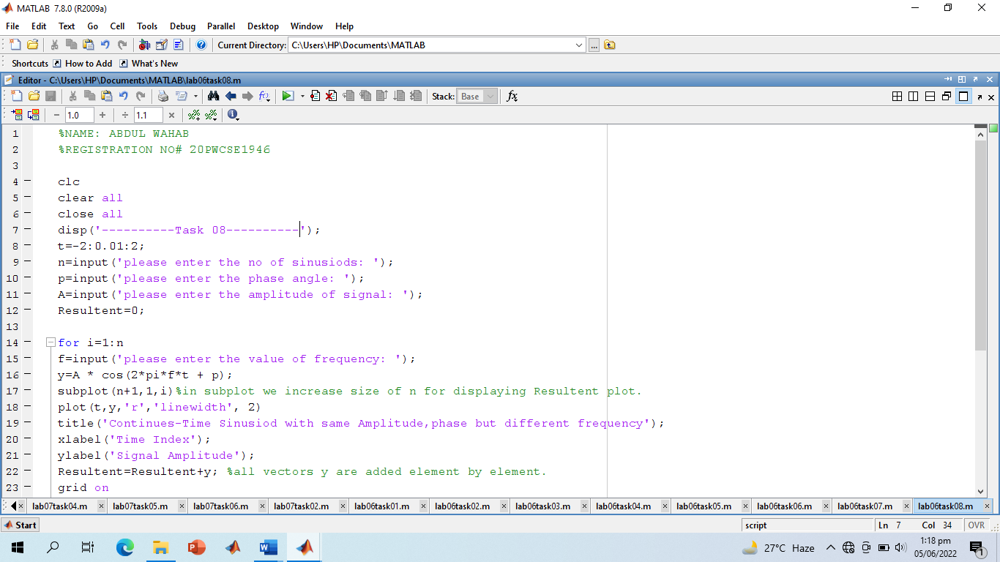 MATLAB 7.8.0 (R2009a)
File Edit Text Go Cell Tools Debug Parallel Desktop Window Help
Current Directory: C:\Users\HP\Documents\MATLAB ...
Shortcuts How to Add What's New
Editor - C:\Users\HP\Documents\MATLAB\lab06task08.m
Stack: Base fx
− 1.0 + ÷ 1.1 ×
1 %NAME: ABDUL WAHAB
2 %REGISTRATION NO# 20PWCSE1946
3
4 − clc
5 − clear all
6 − close all
7 − disp('----------Task 08----------');
8 − t=-2:0.01:2;
9 − n=input('please enter the no of sinusiods: ');
10 − p=input('please enter the phase angle: ');
11 − A=input('please enter the amplitude of signal: ');
12 − Resultent=0;
13
14 − for i=1:n
15 − f=input('please enter the value of frequency: ');
16 − y=A * cos(2*pi*f*t + p);
17 − subplot(n+1,1,i)%in subplot we increase size of n for displaying Resultent plot.
18 − plot(t,y,'r','linewidth', 2)
19 − title('Continues-Time Sinusiod with same Amplitude,phase but different frequency');
20 − xlabel('Time Index');
21 − ylabel('Signal Amplitude');
22 − Resultent=Resultent+y; %all vectors y are added element by element.
23 − grid on
lab07task04.m lab07task05.m lab07task06.m lab07task02.m lab06task01.m lab06task02.m lab06task03.m lab06task04.m lab06task05.m lab06task06.m lab06task07.m lab06task08.m
Start script Ln 7 Col 34 OVR
27°C Haze 1:18 pm
05/06/2022 1